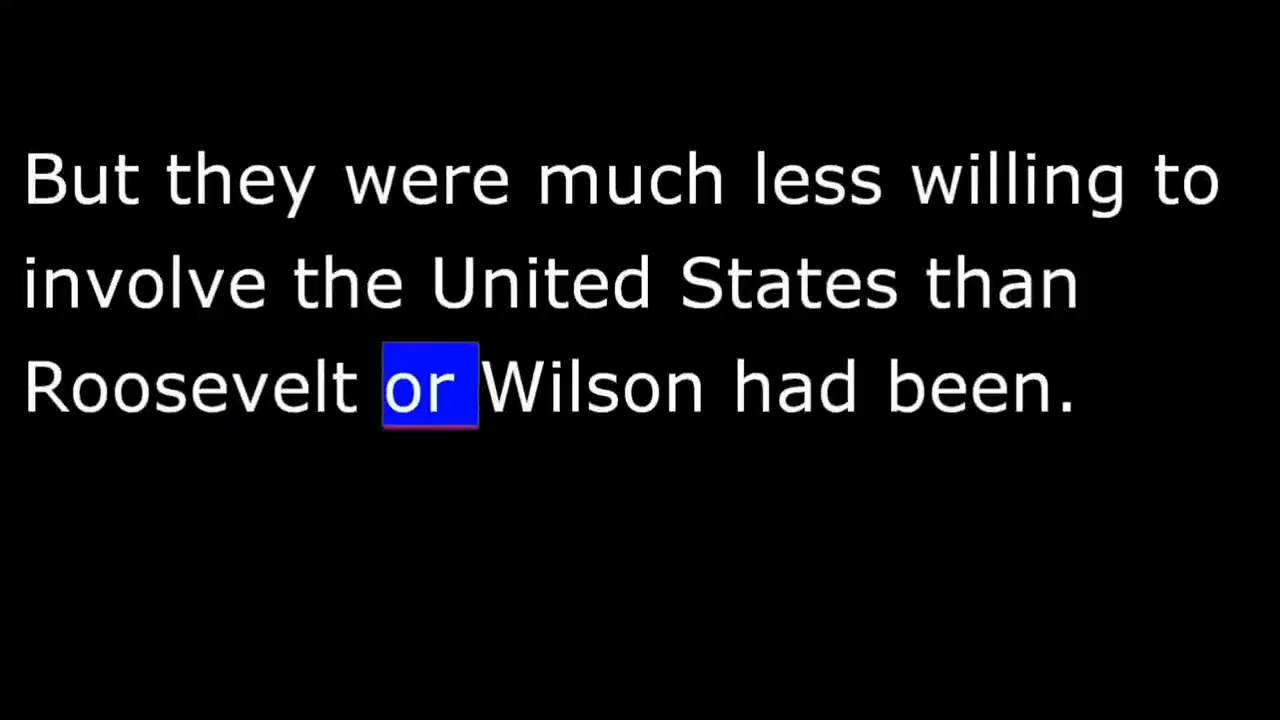 But they were much less willing to
involve the United States than
Roosevelt or Wilson had been.